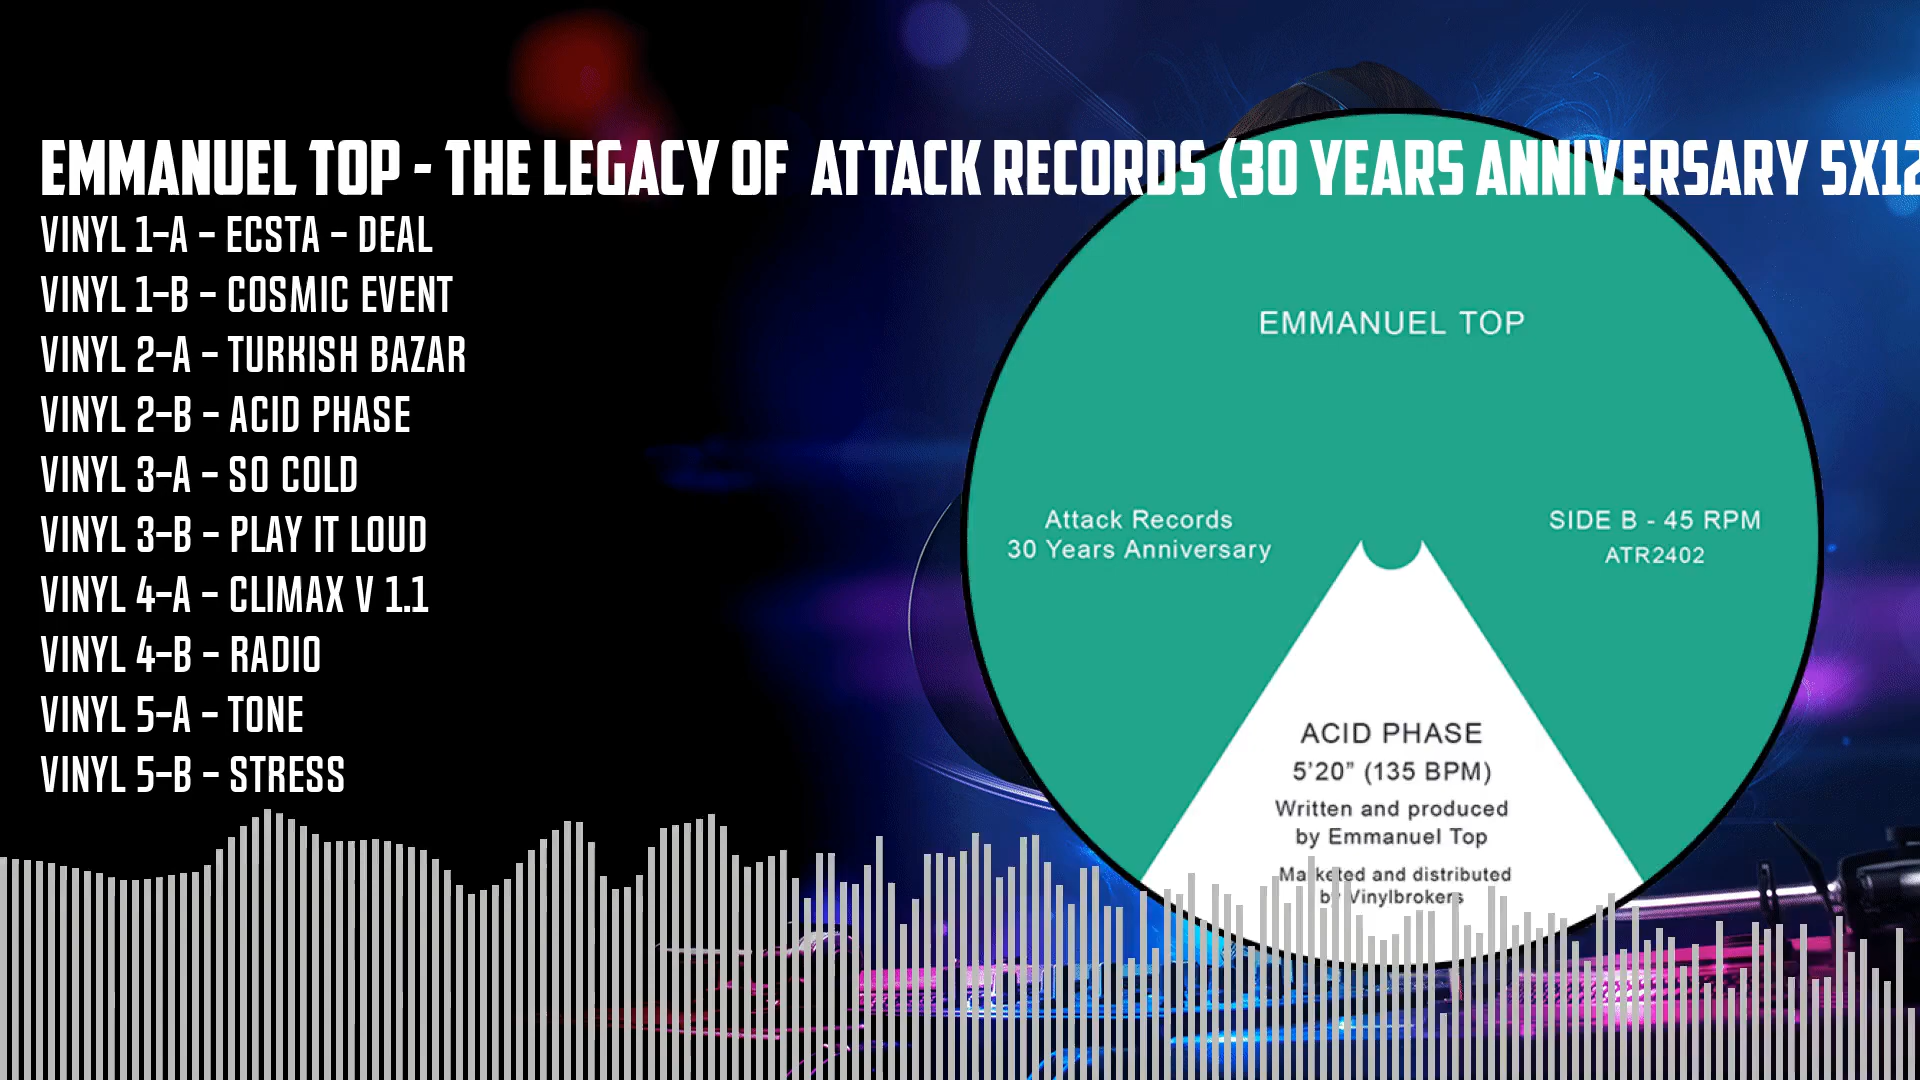 EMMANUEL TOP - THE LEGACY OF  ATTACK RECORDS (30 YEARS ANNIVERSARY 5X12
VINYL 1-A - ECSTA - DEAL
VINYL 1-B - COSMIC EVENT
VINYL 2-A - TURKISH BAZAR
VINYL 2-B - ACID PHASE
VINYL 3-A - SO COLD
VINYL 3-B - PLAY IT LOUD
VINYL 4-A - CLIMAX V 1.1
VINYL 4-B - RADIO
VINYL 5-A - TONE
VINYL 5-B - STRESS
EMMANUEL TOP
Attack Records
30 Years Anniversary
SIDE B - 45 RPM
ATR2402
ACID PHASE
5’20” (135 BPM)
Written and produced
by Emmanuel Top
Marketed and distributed
by Vinylbrokers